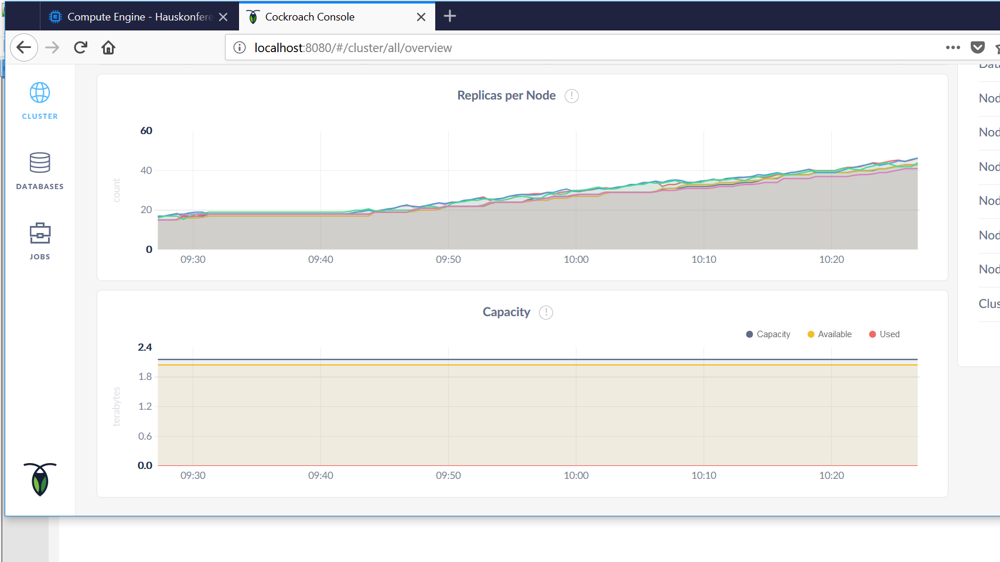 Compute Engine - Hauskonfere
Cockroach Console
localhost:8080/#/cluster/all/overview
CLUSTER
DATABASES
JOBS
Replicas per Node
!
60
40
20
0
count
09:30 09:40 09:50 10:00 10:10 10:20
Capacity
!
Capacity Available Used
2.4
1.8
1.2
0.6
0.0
terabytes
09:30 09:40 09:50 10:00 10:10 10:20
Nod
Nod
Nod
Nod
Nod
Nod
Clus